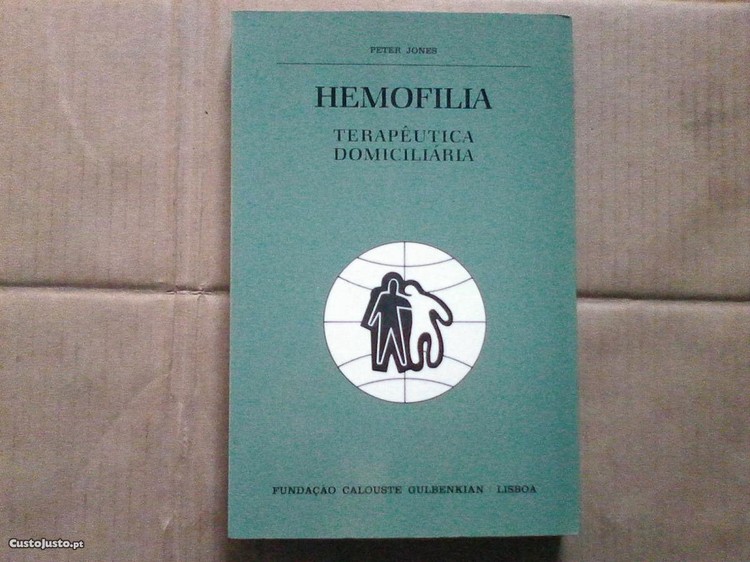 PETER JONES
HEMOFILIA
TERAPÊUTICA
DOMICILIÁRIA
FUNDAÇÃO CALOUSTE GULBENKIAN · LISBOA
CustoJusto.pt